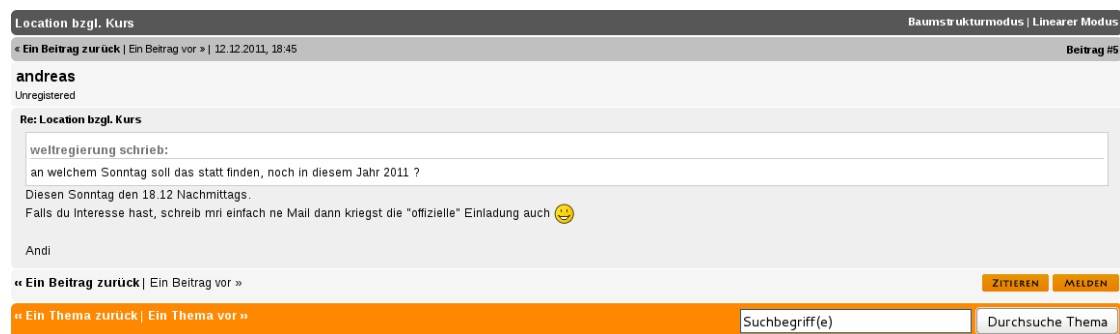 Location bzgl. Kurs Baumstrukturmodus | Linearer Modus
« Ein Beitrag zurück | Ein Beitrag vor » | 12.12.2011, 18:45 Beitrag #5
andreas
Unregistered
Re: Location bzgl. Kurs
weltregierung schrieb:
an welchem Sonntag soll das statt finden, noch in diesem Jahr 2011 ?
Diesen Sonntag den 18.12 Nachmittags.
Falls du Interesse hast, schreib mri einfach ne Mail dann kriegst die "offizielle" Einladung auch
Andi
« Ein Beitrag zurück | Ein Beitrag vor » ZITIEREN MELDEN
« Ein Thema zurück | Ein Thema vor » Suchbegriff(e) Durchsuche Thema